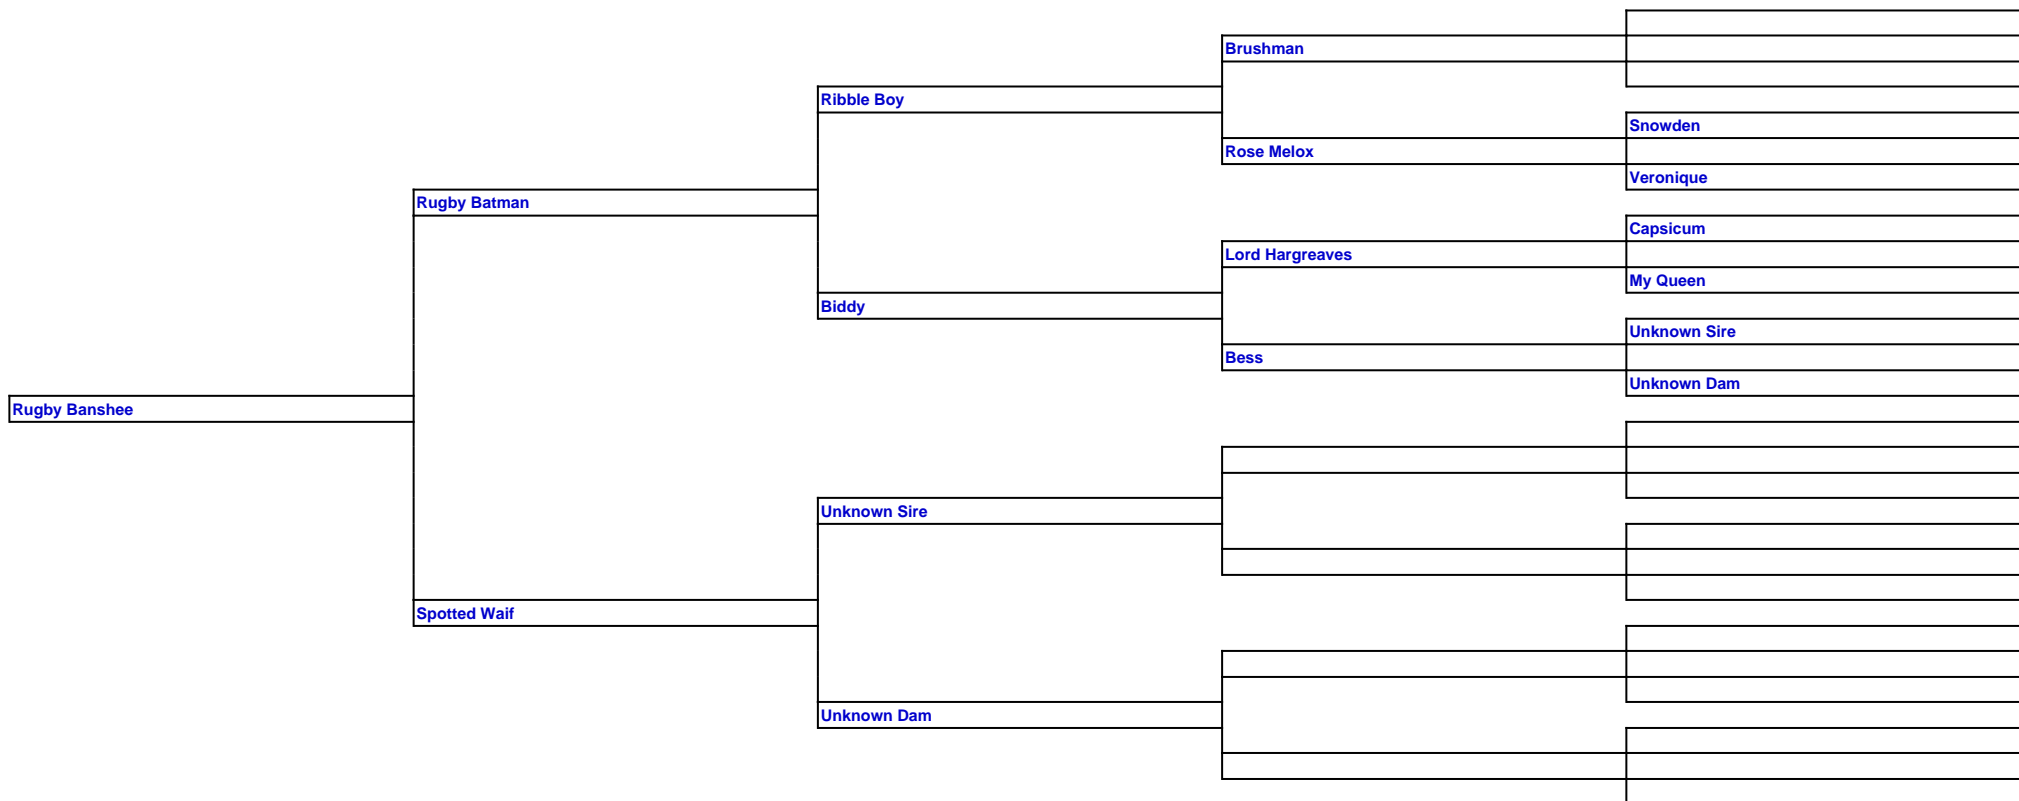 Brushman
Ribble Boy
Snowden
Rose Melox
Veronique
Rugby Batman
Capsicum
Lord Hargreaves
My Queen
Biddy
Unknown Sire
Bess
Unknown Dam
Rugby Banshee
Unknown Sire
Spotted Waif
Unknown Dam